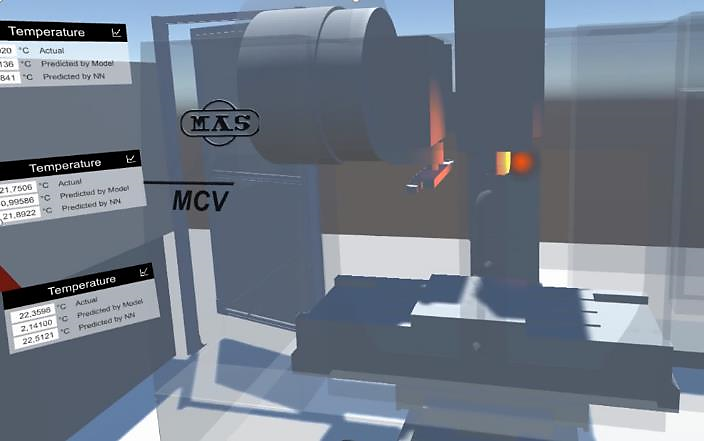 Temperature
020 °C Actual
136 °C Predicted by Model
841 °C Predicted by NN
MAS
MCV
Temperature
21,7506 °C Actual
0,99586 °C Predicted by Model
21,8922 °C Predicted by NN
Temperature
22,3598 °C Actual
2,14100 °C Predicted by Model
22,5121 °C Predicted by NN